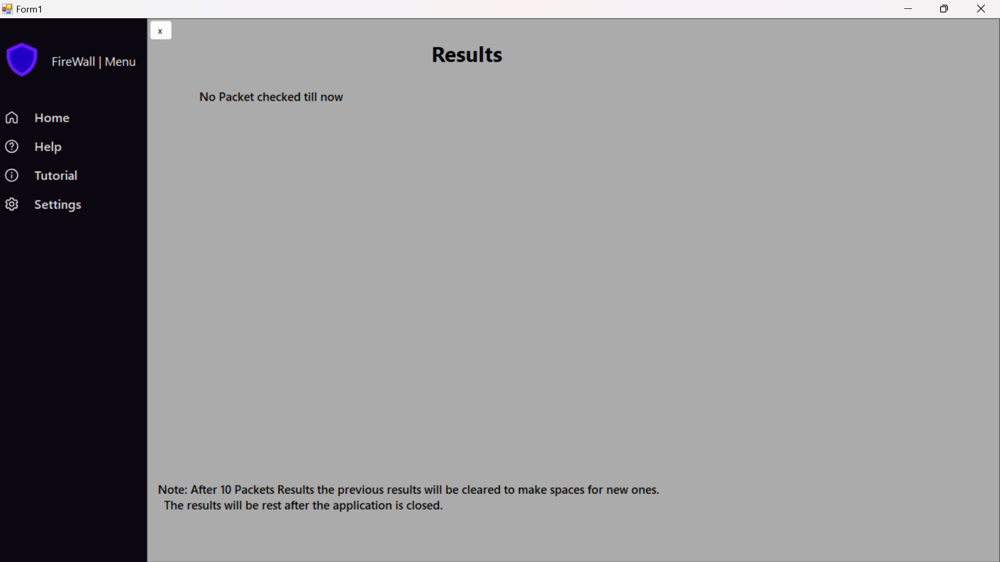 Form1
x
FireWall | Menu
Results
No Packet checked till now
Home
Help
Tutorial
Settings
Note: After 10 Packets Results the previous results will be cleared to make spaces for new ones.
The results will be rest after the application is closed.